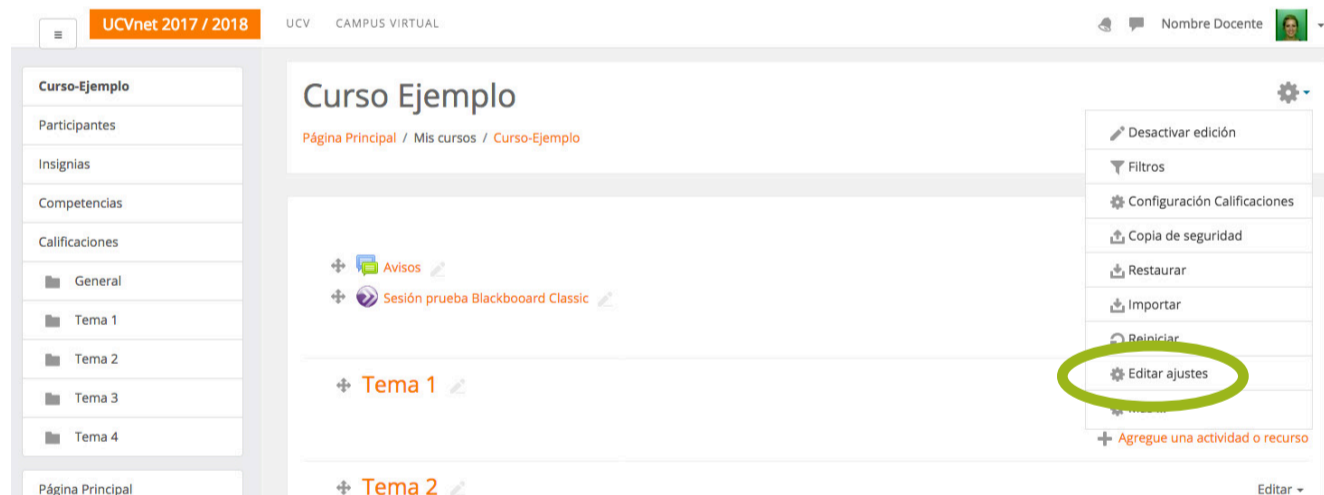 ≡ UCVnet 2017 / 2018 UCV CAMPUS VIRTUAL Nombre Docente
Curso-Ejemplo
Participantes
Insignias
Competencias
Calificaciones
General
Tema 1
Tema 2
Tema 3
Tema 4
Página Principal
Curso Ejemplo
Página Principal / Mis cursos / Curso-Ejemplo
Desactivar edición
Filtros
Configuración Calificaciones
Copia de seguridad
Restaurar
Importar
Reiniciar
Editar ajustes
Avisos
Sesión prueba Blackbooard Classic
Tema 1
Agregue una actividad o recurso
Tema 2
Editar